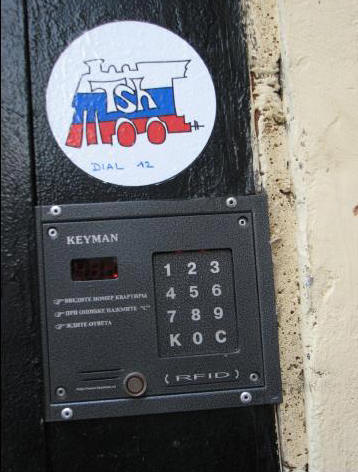 TSH
DIAL 12
KEYMAN
ВВЕДИТЕ НОМЕР КВАРТИРЫ
ПРИ ОШИБКЕ НАЖМИТЕ "С"
ЖДИТЕ ОТВЕТА
1 2 3
4 5 6
7 8 9
K 0 C
(RFID)